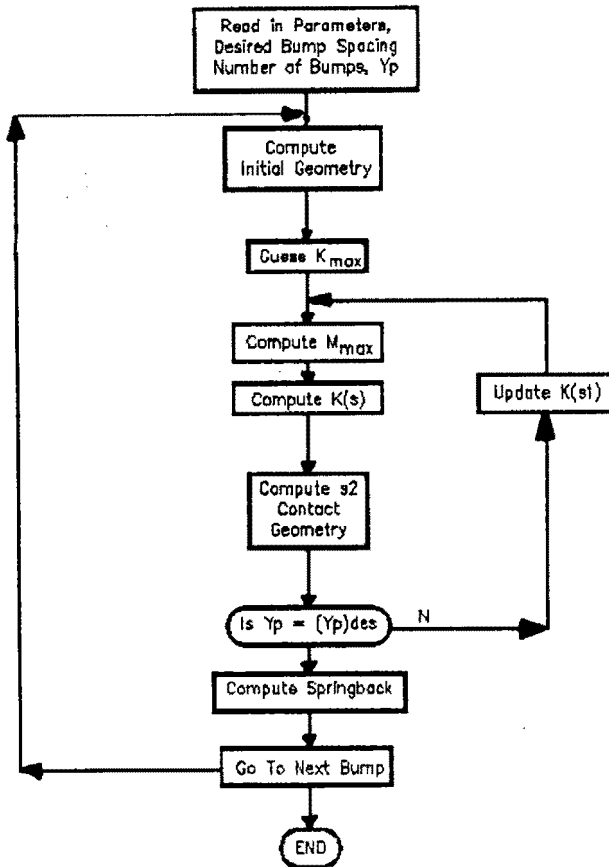 Read in Parameters,
Desired Bump Spacing
Number of Bumps, Yp
Compute
Initial Geometry
Guess K max
Compute M max
Compute K(s)
Update K(s1)
Compute s2
Contact
Geometry
Is Yp = (Yp)des
N
Compute Springback
Go To Next Bump
END